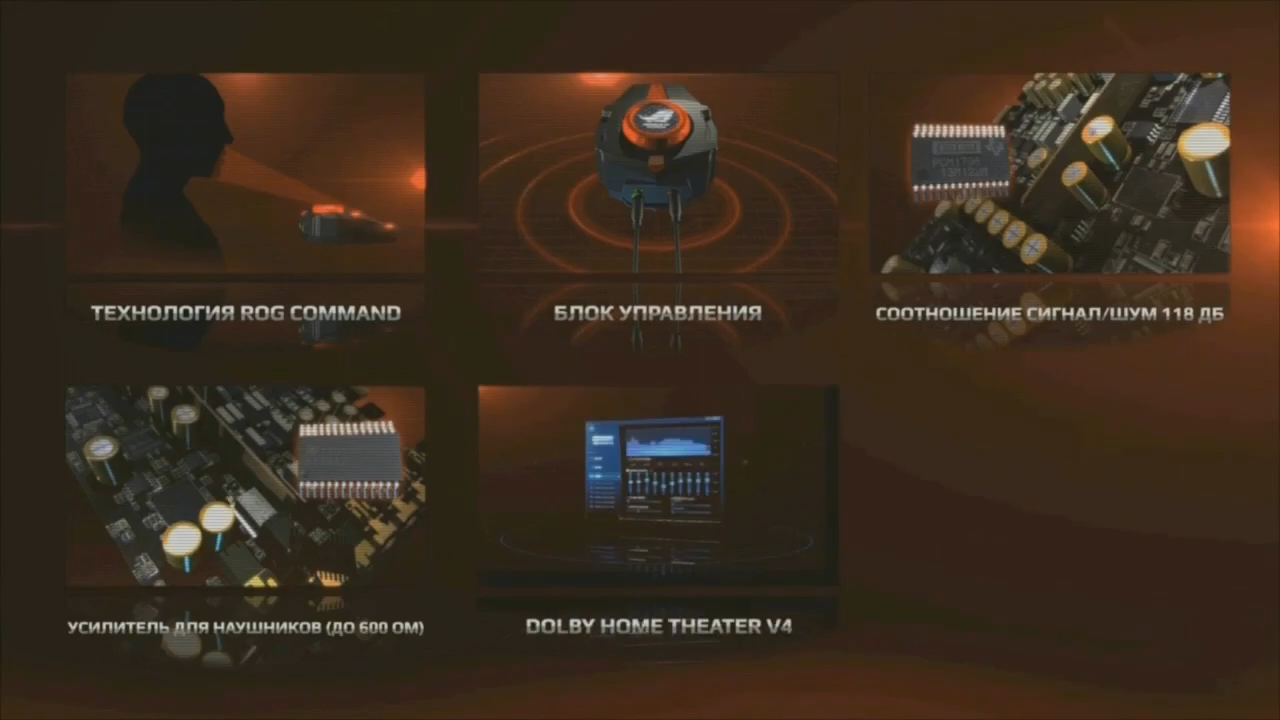 ТЕХНОЛОГИЯ ROG COMMAND
БЛОК УПРАВЛЕНИЯ
СООТНОШЕНИЕ СИГНАЛ/ШУМ 118 ДБ
УСИЛИТЕЛЬ ДЛЯ НАУШНИКОВ (ДО 600 ОМ)
DOLBY HOME THEATER V4